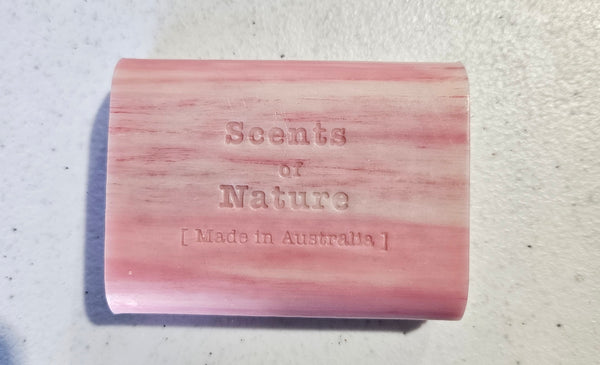 Scents
of
Nature
[ Made in Australia ]